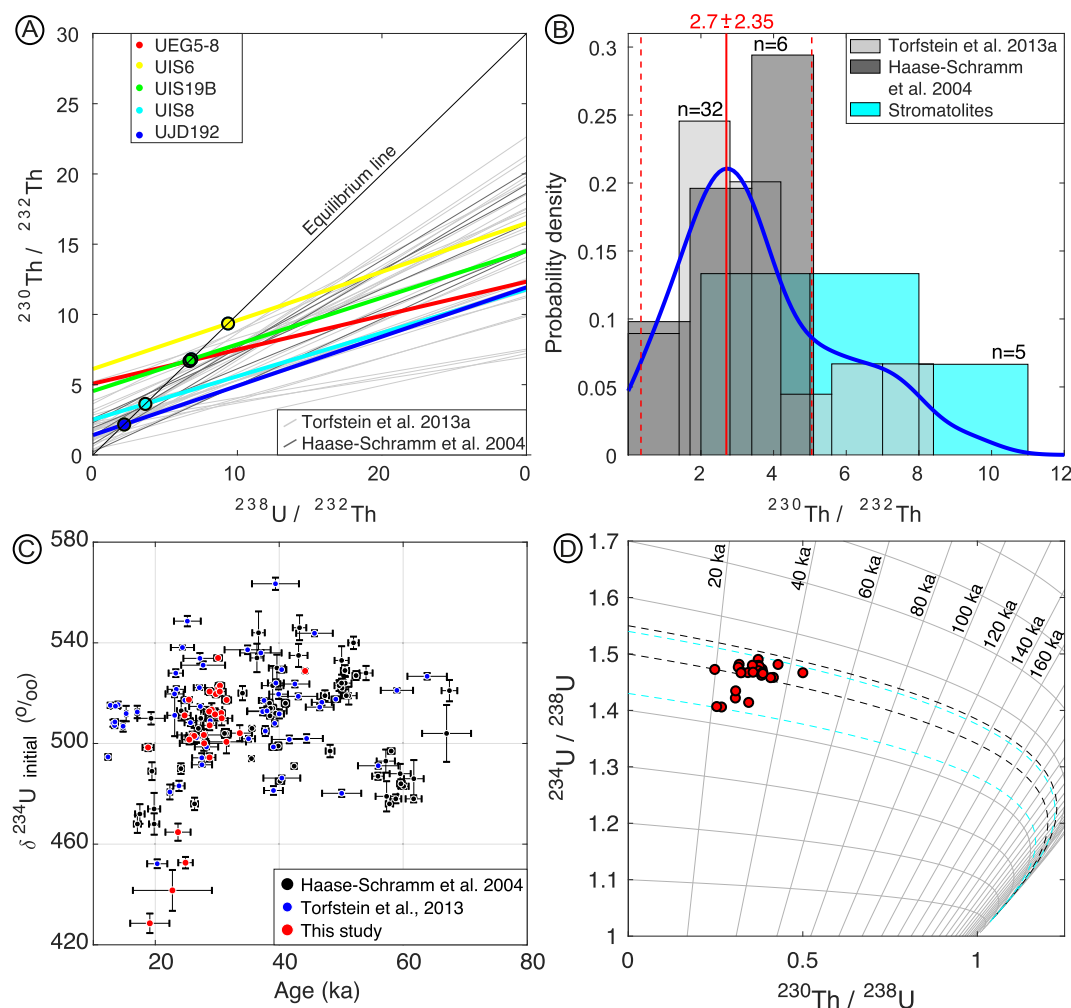 A
30
25
20
15
10
5
0
230Th / 232Th
UEG5-8
UIS6
UIS19B
UIS8
UJD192
Equilibrium line
Torfstein et al. 2013a
Haase-Schramm et al. 2004
0
10
20
0
238U / 232Th
B
2.7 ± 2.35
0.3
0.25
0.2
0.15
0.1
0.05
0
Probability density
n=6
n=32
n=5
Torfstein et al. 2013a
Haase-Schramm
et al. 2004
Stromatolites
2
4
6
8
10
12
230Th / 232Th
C
580
540
500
460
420
δ 234U initial (0/00)
Haase-Schramm et al. 2004
Torfstein et al., 2013
This study
20
40
60
80
Age (ka)
D
1.7
1.6
1.5
1.4
1.3
1.2
1.1
1
234U / 238U
20 ka
40 ka
60 ka
80 ka
100 ka
120 ka
140 ka
160 ka
0
0.5
1
230Th / 238U